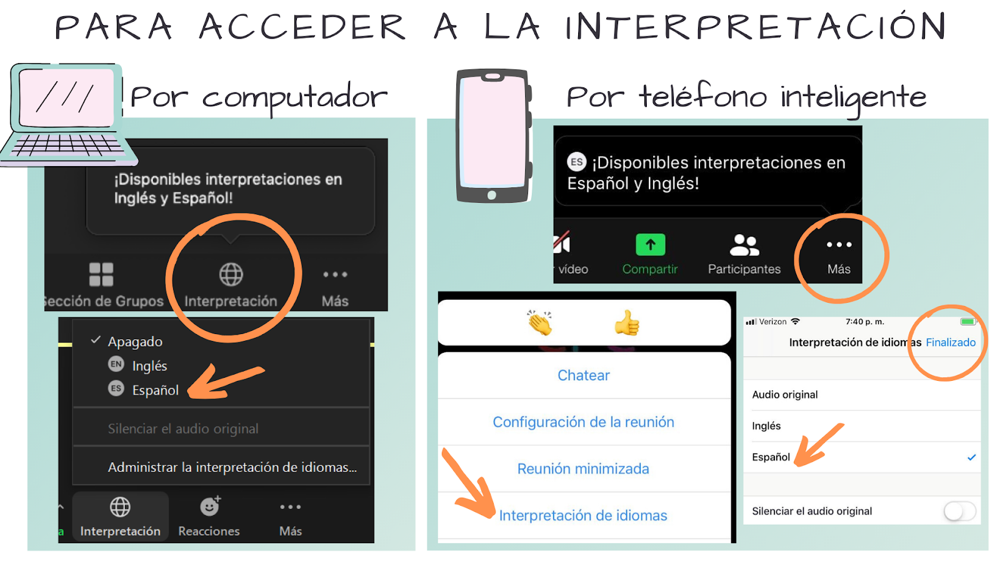 PARA ACCEDER A LA INTERPRETACIÓN
Por computador
¡Disponibles interpretaciones en
Inglés y Español!
Sección de Grupos
Interpretación
Más
Apagado
EN Inglés
ES Español
Silenciar el audio original
Administrar la interpretación de idiomas...
a
Interpretación
Reacciones
Más
Por teléfono inteligente
ES ¡Disponibles interpretaciones en
Español y Inglés!
r vídeo
Compartir
Participantes
Más
Chatear
Configuración de la reunión
Reunión minimizada
Interpretación de idiomas
Verizon
7:40 p. m.
Interpretación de idiomas Finalizado
Audio original
Inglés
Español
Silenciar el audio original